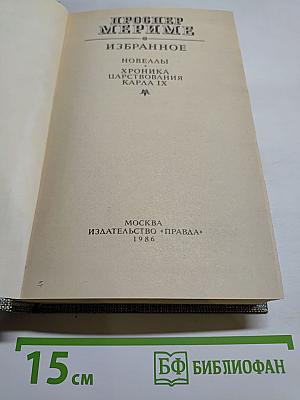 ПРОСПЕР
МЕРИМЕ
ИЗБРАННОЕ
НОВЕЛЛЫ
ХРОНИКА
ЦАРСТВОВАНИЯ
КАРЛА IX
МОСКВА
ИЗДАТЕЛЬСТВО «ПРАВДА»
1986
15 СМ
БФ БИБЛИОФАН